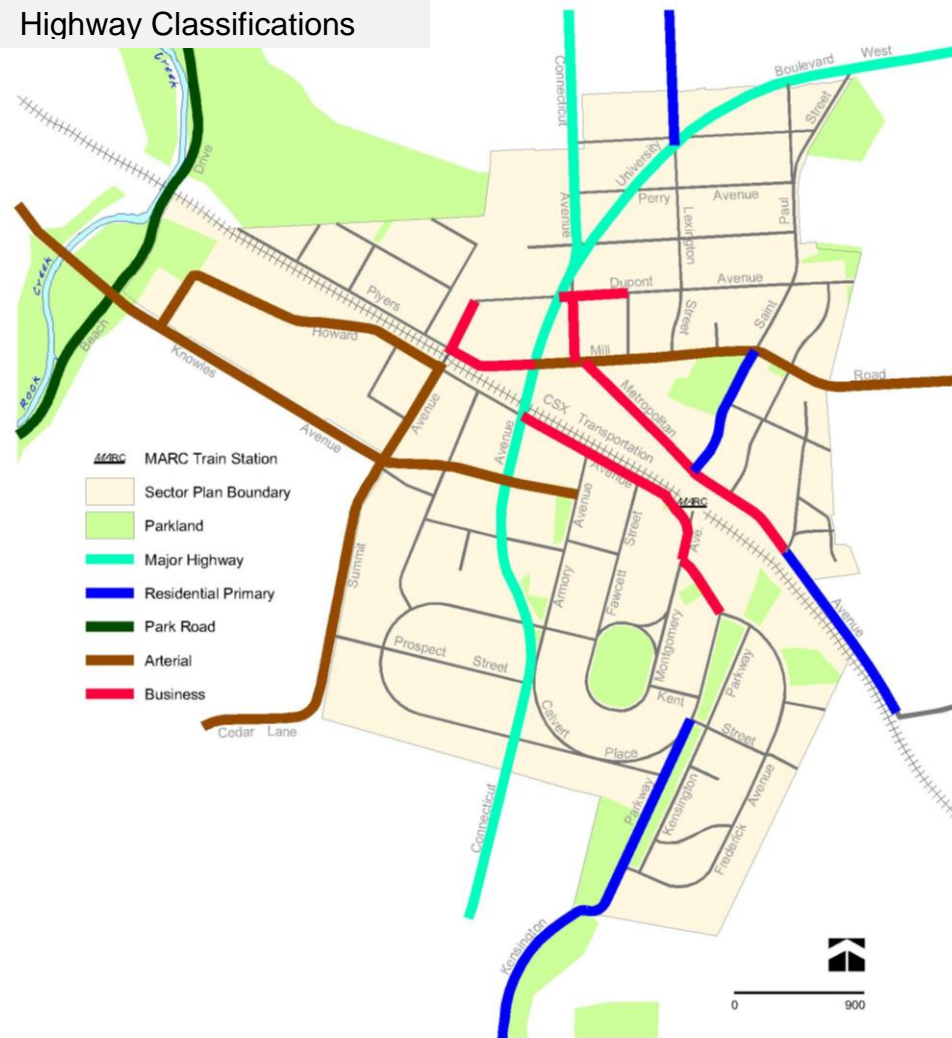 Highway Classifications
Creek
Drive
Connecticut
Avenue
University
Boulevard
West
Street
Perry
Avenue
Lexington
Street
Paul
Saint
Creek
Rock
Beach
Plyers
Howard
Knowles
Avenue
Avenue
Dupont
Avenue
Mill
Road
Metropolitan
CSX
Transportation
Avenue
Avenue
MARC
Ave.
Avenue
Armory
Street
Fawcett
Montgomery
Avenue
MARC
MARC Train Station
Sector Plan Boundary
Parkland
Major Highway
Residential Primary
Park Road
Arterial
Business
Summit
Prospect
Street
Cedar
Lane
Calvert
Place
Kent
Street
Parkway
Parkway
Kensington
Avenue
Frederick
Connecticut
Kensington
0
900